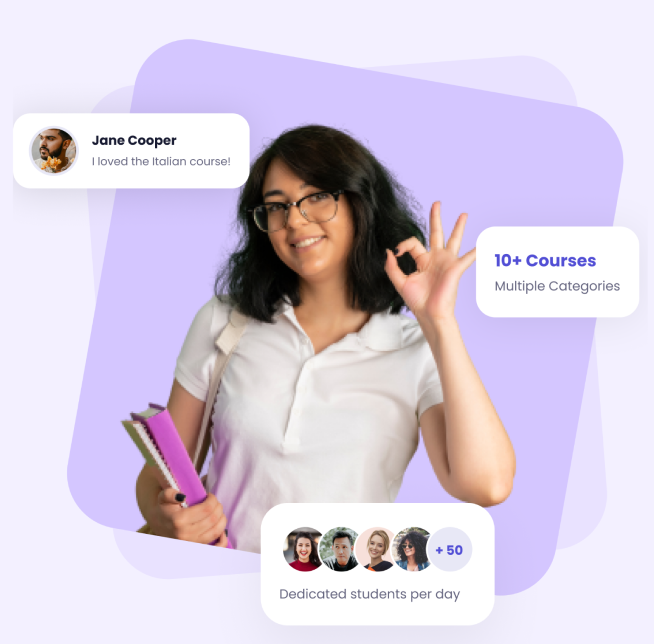 Jane Cooper
I loved the Italian course!
10+ Courses
Multiple Categories
+ 50
Dedicated students per day